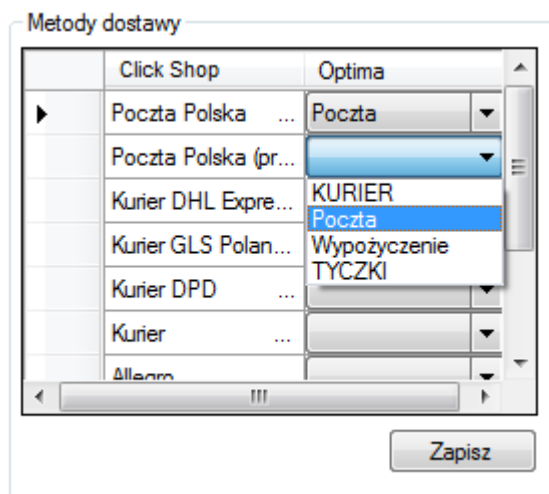 Metody dostawy
Click Shop Optima
Poczta Polska ... Poczta
Poczta Polska (pr...
Kurier DHL Expre... KURIER
Poczta
Kurier GLS Polan... Wypożyczenie
TYCZKI
Kurier DPD ...
Kurier ...
Allegro
Zapisz